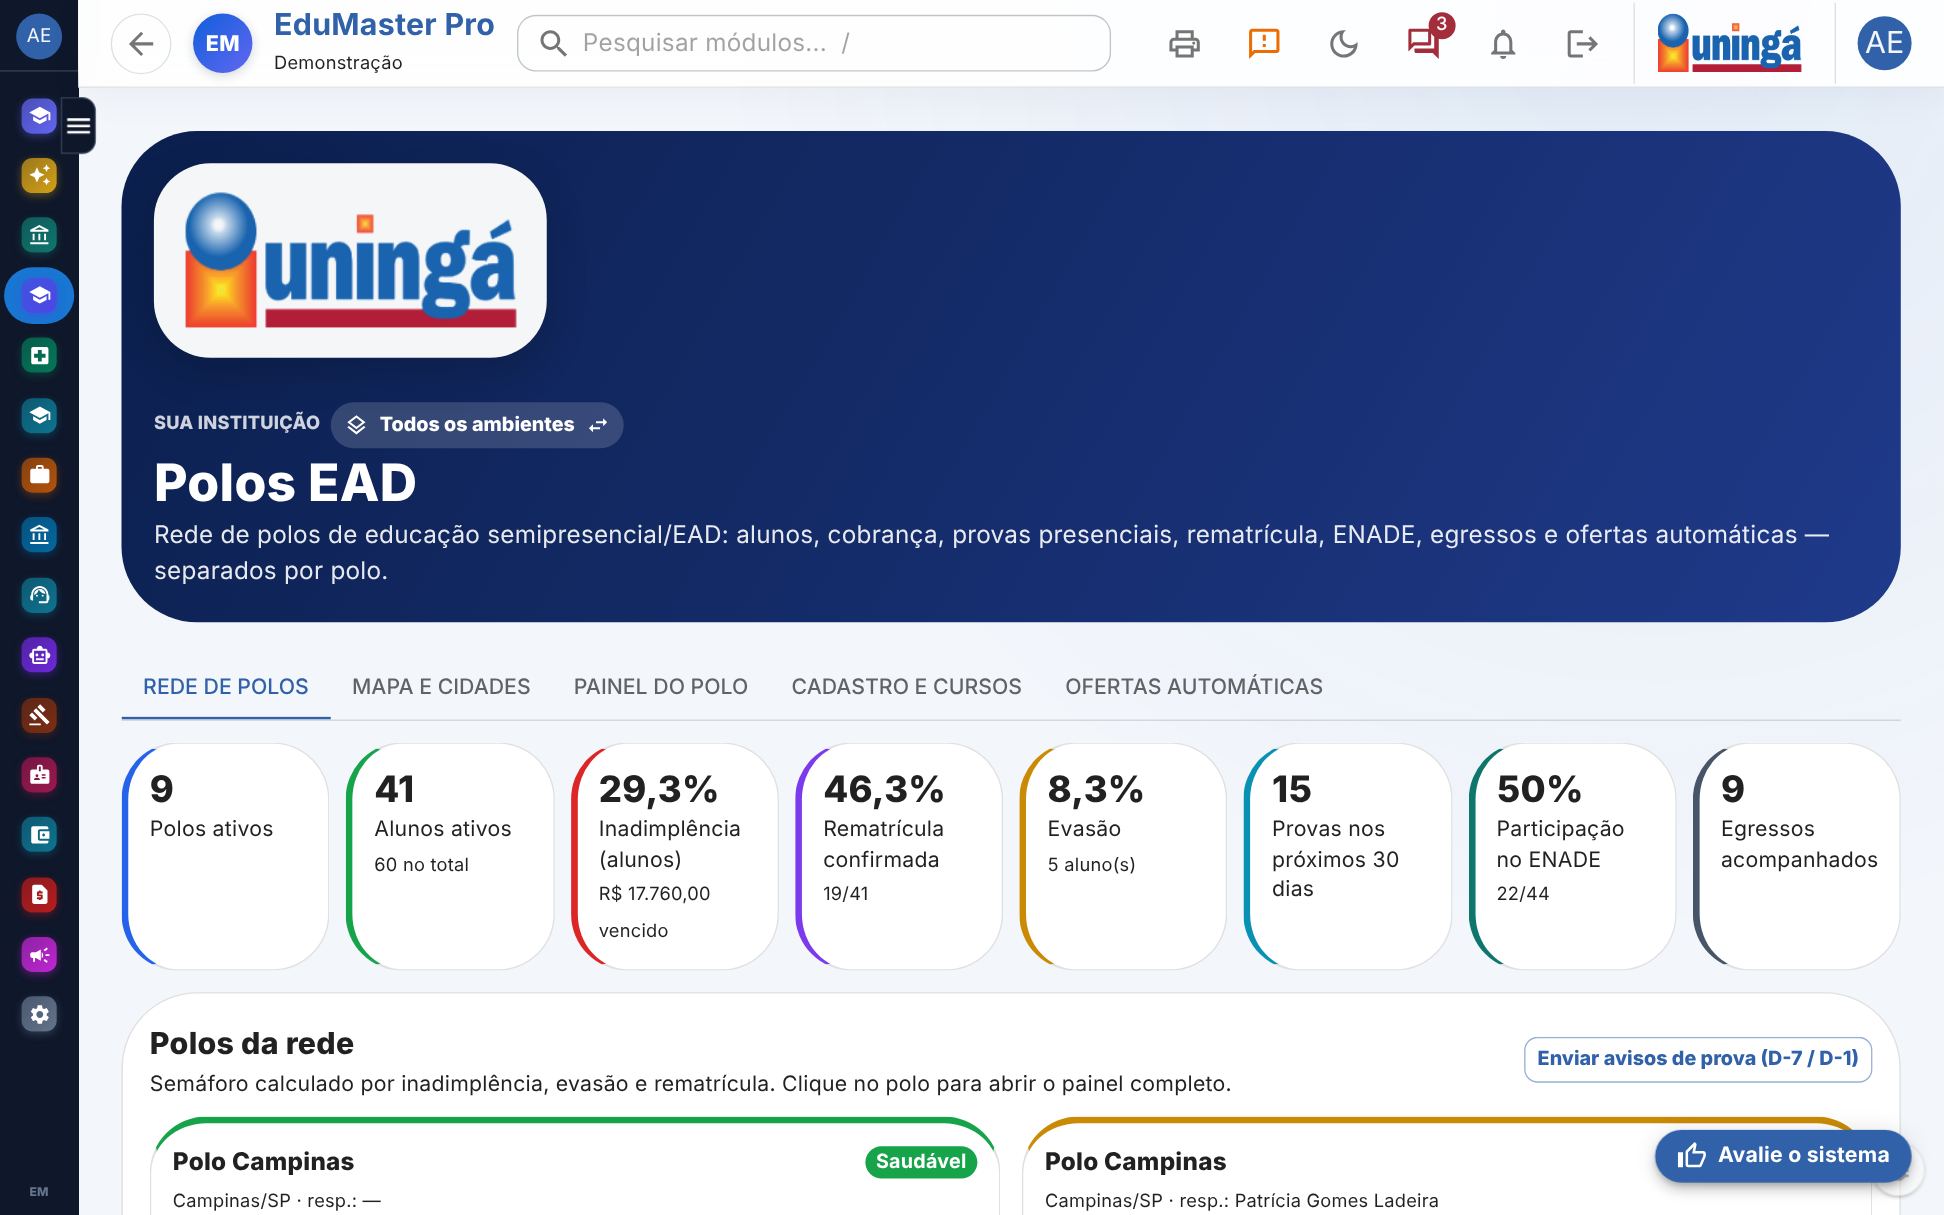 AE
EM
EduMaster Pro
Demonstração
Pesquisar módulos... /
3
uningá
AE
uningá
SUA INSTITUIÇÃO
Todos os ambientes
Polos EAD
Rede de polos de educação semipresencial/EAD: alunos, cobrança, provas presenciais, rematrícula, ENADE, egressos e ofertas automáticas —
separados por polo.
REDE DE POLOS
MAPA E CIDADES
PAINEL DO POLO
CADASTRO E CURSOS
OFERTAS AUTOMÁTICAS
9
Polos ativos
41
Alunos ativos
60 no total
29,3%
Inadimplência
(alunos)
R$ 17.760,00
vencido
46,3%
Rematrícula
confirmada
19/41
8,3%
Evasão
5 aluno(s)
15
Provas nos
próximos 30
dias
50%
Participação
no ENADE
22/44
9
Egressos
acompanhados
Polos da rede
Semáforo calculado por inadimplência, evasão e rematrícula. Clique no polo para abrir o painel completo.
Enviar avisos de prova (D-7 / D-1)
Polo Campinas
Saudável
Campinas/SP · resp.: —
Polo Campinas
Campinas/SP · resp.: Patrícia Gomes Ladeira
Avalie o sistema
EM